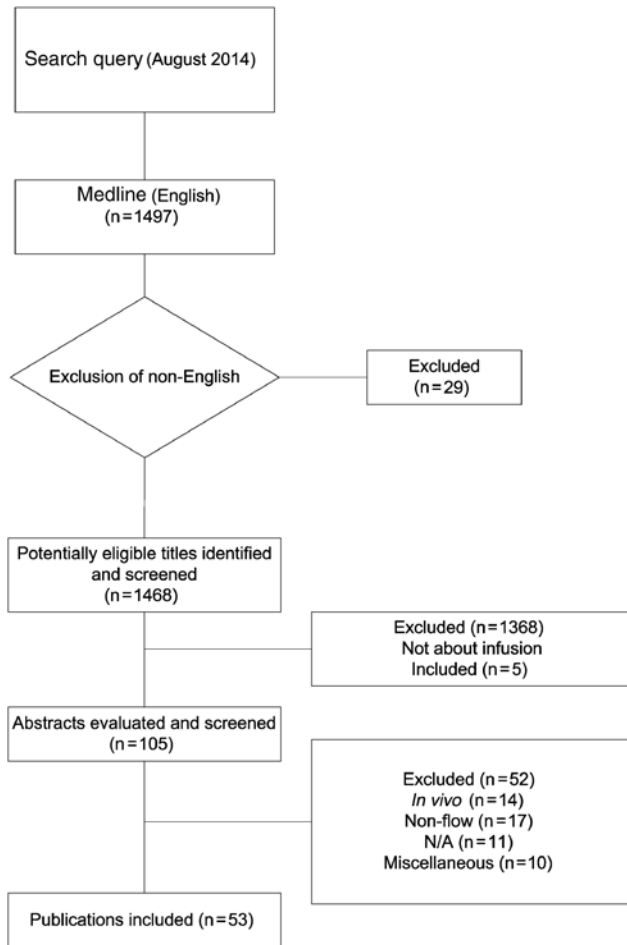 Search query (August 2014)
Medline (English)
(n=1497)
Exclusion of non-English
Excluded
(n=29)
Potentially eligible titles identified
and screened
(n=1468)
Excluded (n=1368)
Not about infusion
Included (n=5)
Abstracts evaluated and screened
(n=105)
Excluded (n=52)
In vivo (n=14)
Non-flow (n=17)
N/A (n=11)
Miscellaneous (n=10)
Publications included (n=53)